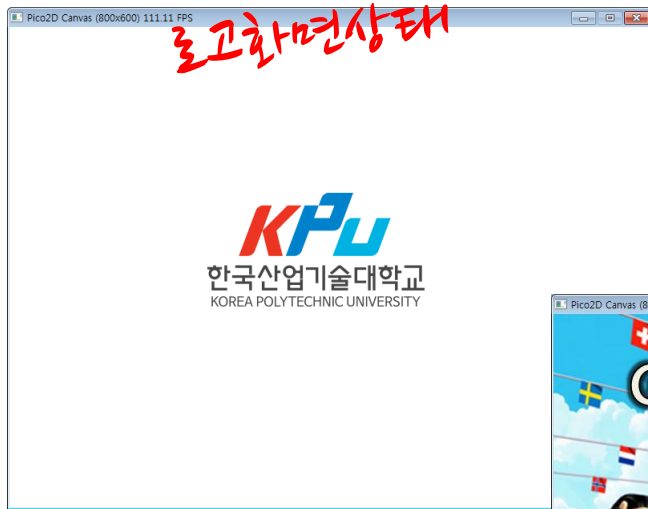 Pico2D Canvas (800x600) 111.11 FPS
로고화면상태
KPU
한국산업기술대학교
KOREA POLYTECHNIC UNIVERSITY
Pico2D Canvas (8